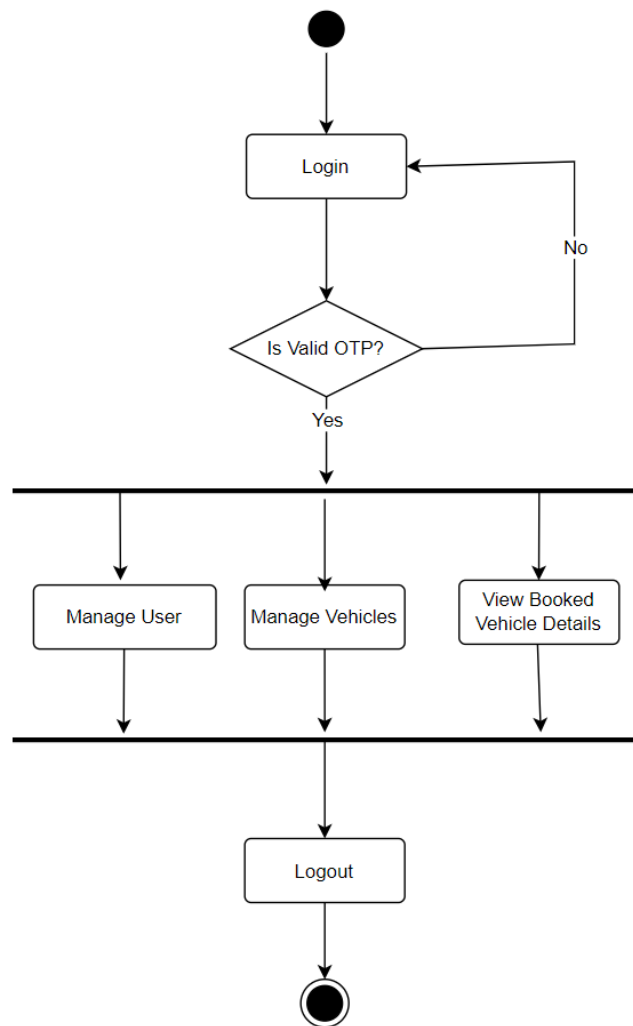 Login
No
Is Valid OTP?
Yes
Manage User
Manage Vehicles
View Booked
Vehicle Details
Logout